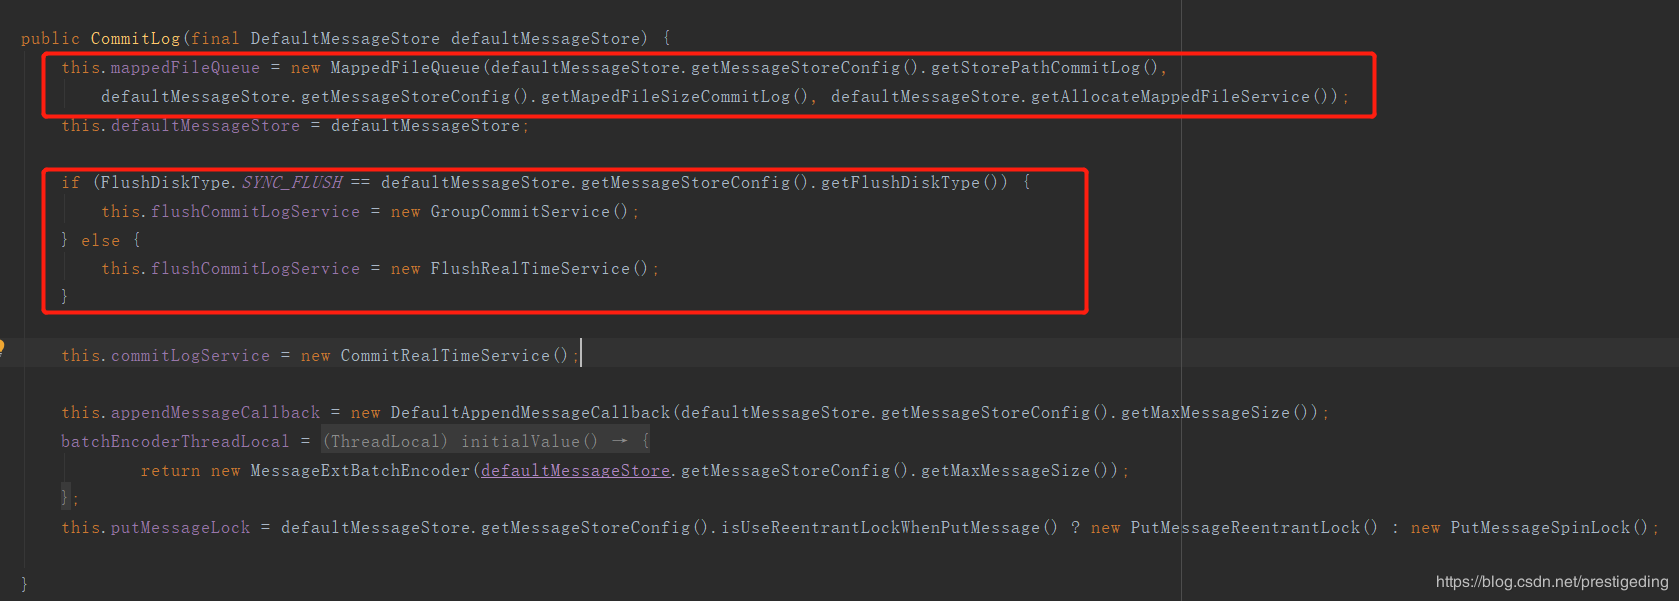 public CommitLog(final DefaultMessageStore defaultMessageStore) {
this.mappedFileQueue = new MappedFileQueue(defaultMessageStore.getMessageStoreConfig().getStorePathCommitLog(),
defaultMessageStore.getMessageStoreConfig().getMapedFileSizeCommitLog(), defaultMessageStore.getAllocateMappedFileService());
this.defaultMessageStore = defaultMessageStore;
if (FlushDiskType.SYNC_FLUSH == defaultMessageStore.getMessageStoreConfig().getFlushDiskType()) {
this.flushCommitLogService = new GroupCommitService();
} else {
this.flushCommitLogService = new FlushRealTimeService();
}
this.commitLogService = new CommitRealTimeService();
this.appendMessageCallback = new DefaultAppendMessageCallback(defaultMessageStore.getMessageStoreConfig().getMaxMessageSize());
batchEncoderThreadLocal = (ThreadLocal) initialValue() → {
return new MessageExtBatchEncoder(defaultMessageStore.getMessageStoreConfig().getMaxMessageSize());
};
this.putMessageLock = defaultMessageStore.getMessageStoreConfig().isUseReentrantLockWhenPutMessage() ? new PutMessageReentrantLock() : new PutMessageSpinLock();
}
https://blog.csdn.net/prestigeding